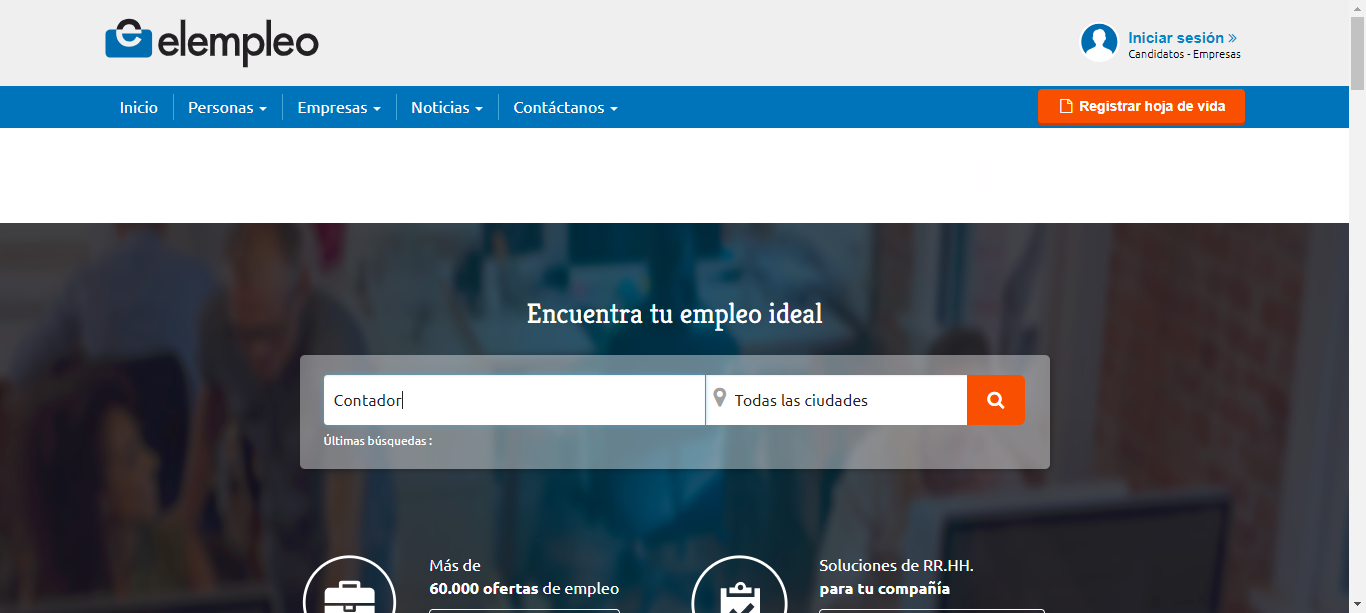 elempleo
Iniciar sesión »
Candidatos - Empresas
Inicio
Personas
Empresas
Noticias
Contáctanos
Registrar hoja de vida
Encuentra tu empleo ideal
Contador
Todas las ciudades
Últimas búsquedas :
Más de
60.000 ofertas de empleo
Soluciones de RR.HH.
para tu compañía